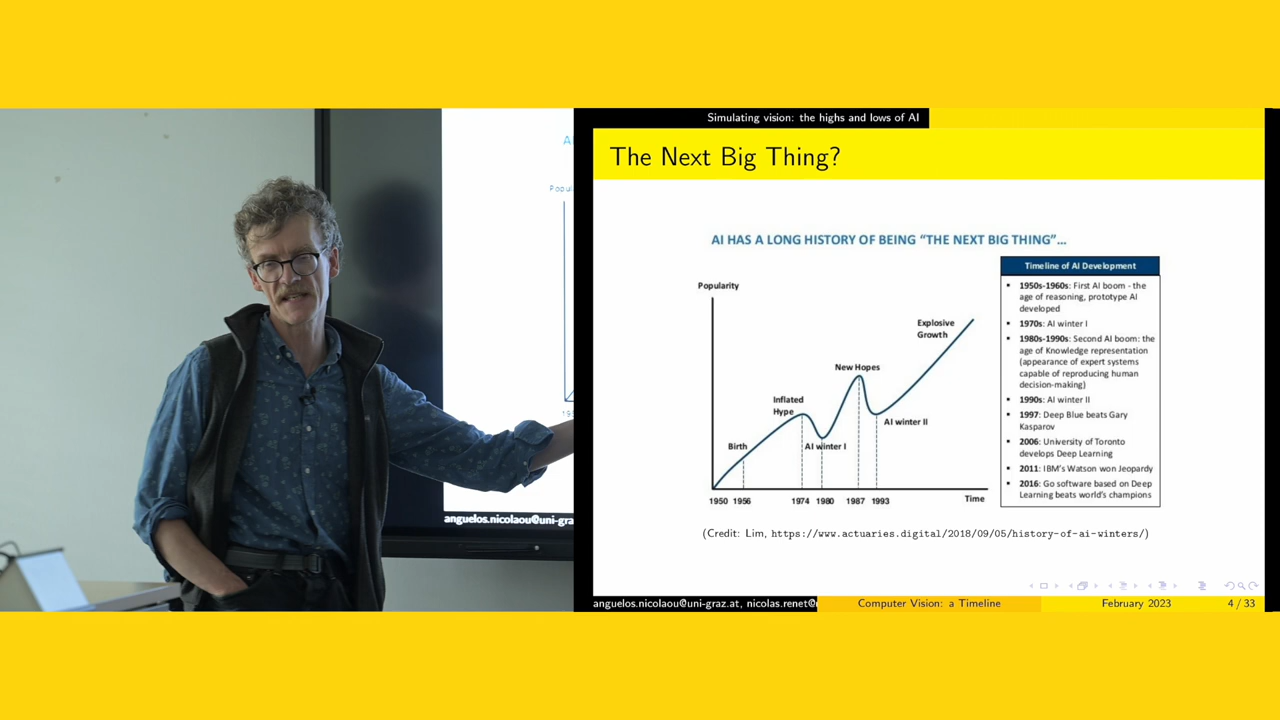 A
Popul
195
anguelos.nicolaou@uni-gra
Simulating vision: the highs and lows of AI
The Next Big Thing?
AI HAS A LONG HISTORY OF BEING “THE NEXT BIG THING”...
Popularity
Explosive
Growth
New Hopes
Inflated
Hype
AI winter II
Birth
AI winter I
1950 1956 1974 1980 1987 1993 Time
Timeline of AI Development
▪ 1950s-1960s: First AI boom - the
age of reasoning, prototype AI
developed
▪ 1970s: AI winter I
▪ 1980s-1990s: Second AI boom: the
age of Knowledge representation
(appearance of expert systems
capable of reproducing human
decision-making)
▪ 1990s: AI winter II
▪ 1997: Deep Blue beats Gary
Kasparov
▪ 2006: University of Toronto
develops Deep Learning
▪ 2011: IBM's Watson won Jeopardy
▪ 2016: Go software based on Deep
Learning beats world's champions
(Credit: Lim, https://www.actuaries.digital/2018/09/05/history-of-ai-winters/)
anguelos.nicolaou@uni-graz.at, nicolas.renet@ Computer Vision: a Timeline February 2023 4 / 33